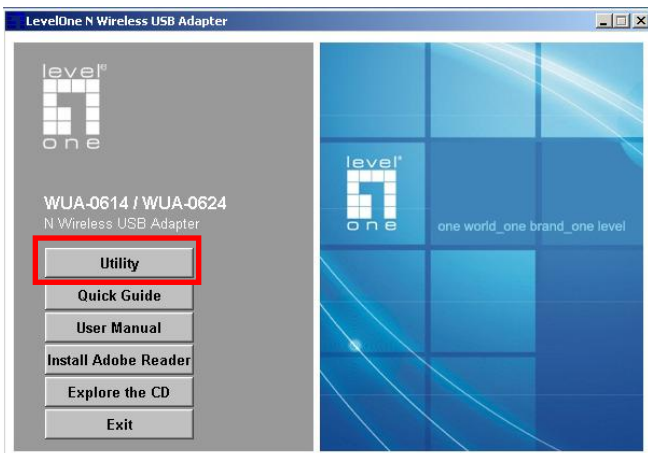 LevelOne N Wireless USB Adapter
level®
one
WUA-0614 / WUA-0624
N Wireless USB Adapter
Utility
Quick Guide
User Manual
Install Adobe Reader
Explore the CD
Exit
level®
one
one world_one brand_one level